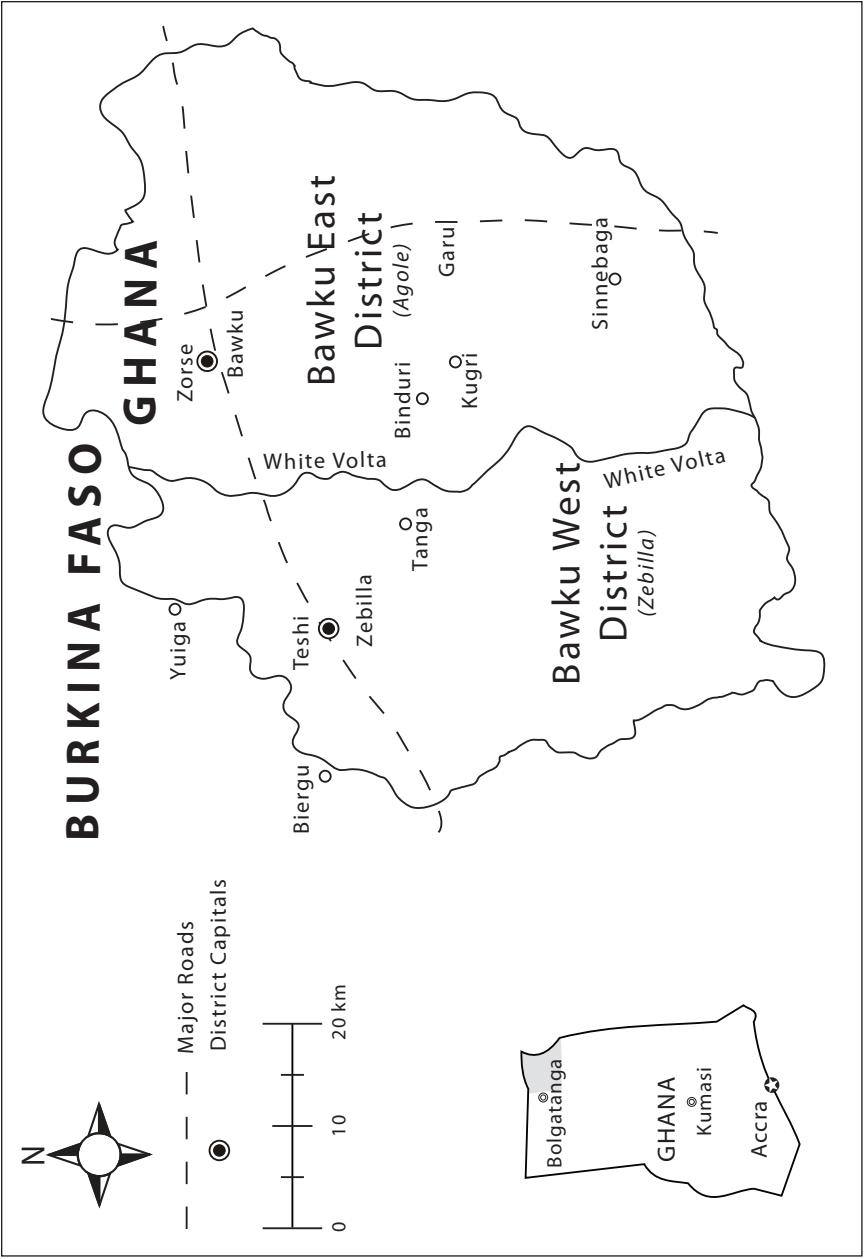 N
Major Roads
District Capitals
0
10
20 km
BURKINA FASO
GHANA
Zorse
Bawku
Bawku East
District
(Agole)
Garul
Sinnebaga
Binduri
Kugri
White Volta
White Volta
Tanga
Yuiga
Teshi
Zebilla
Biergu
Bawku West
District
(Zebilla)
Bolgatanga
GHANA
Kumasi
Accra